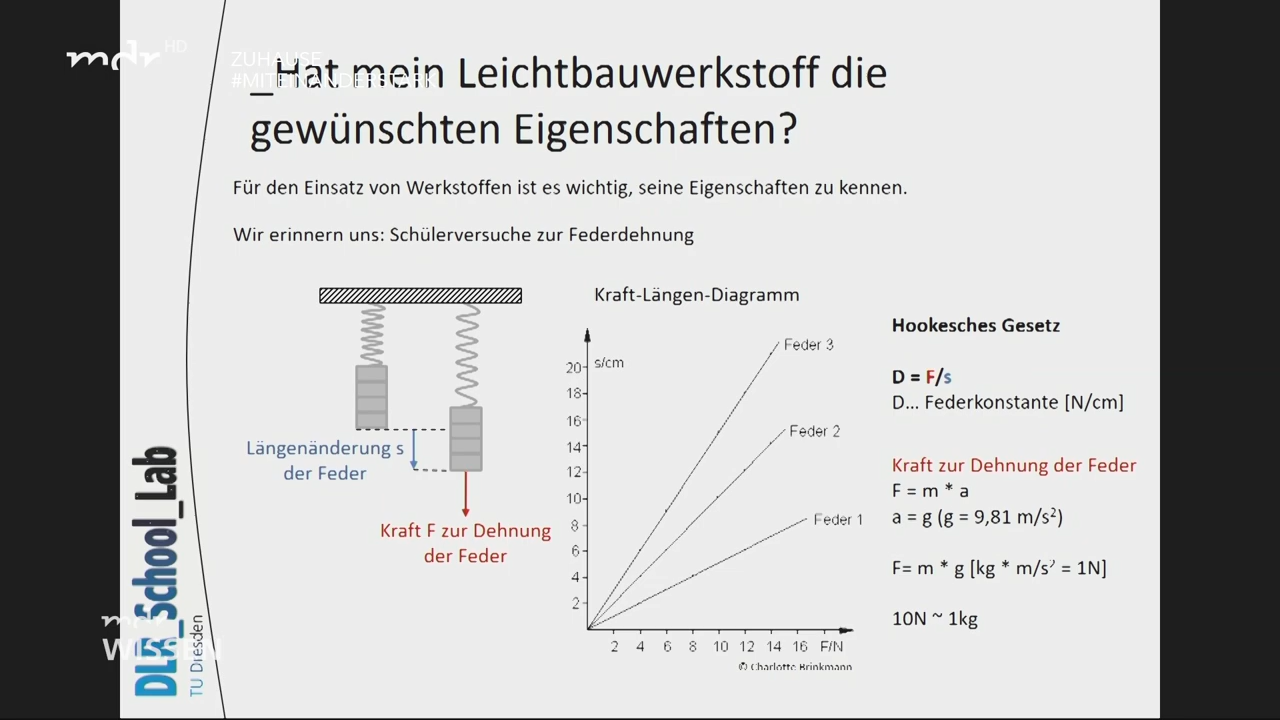 mdr HD
ZUHAUSE
#MITEINANDERSTARK
_Hat mein Leichtbauwerkstoff die
gewünschten Eigenschaften?
Für den Einsatz von Werkstoffen ist es wichtig, seine Eigenschaften zu kennen.
Wir erinnern uns: Schülerversuche zur Federdehnung
Längenänderung s
der Feder
Kraft F zur Dehnung
der Feder
Kraft-Längen-Diagramm
s/cm
20
18
16
14
12
10
8
6
4
2
Feder 3
Feder 2
Feder 1
2 4 6 8 10 12 14 16 F/N
© Charlotte Brinkmann
Hookesches Gesetz
D = F/s
D... Federkonstante [N/cm]
Kraft zur Dehnung der Feder
F = m * a
a = g (g = 9,81 m/s²)
F= m * g [kg * m/s² = 1N]
10N ~ 1kg
DLR_School_Lab
TU Dresden
mdr
WISSEN